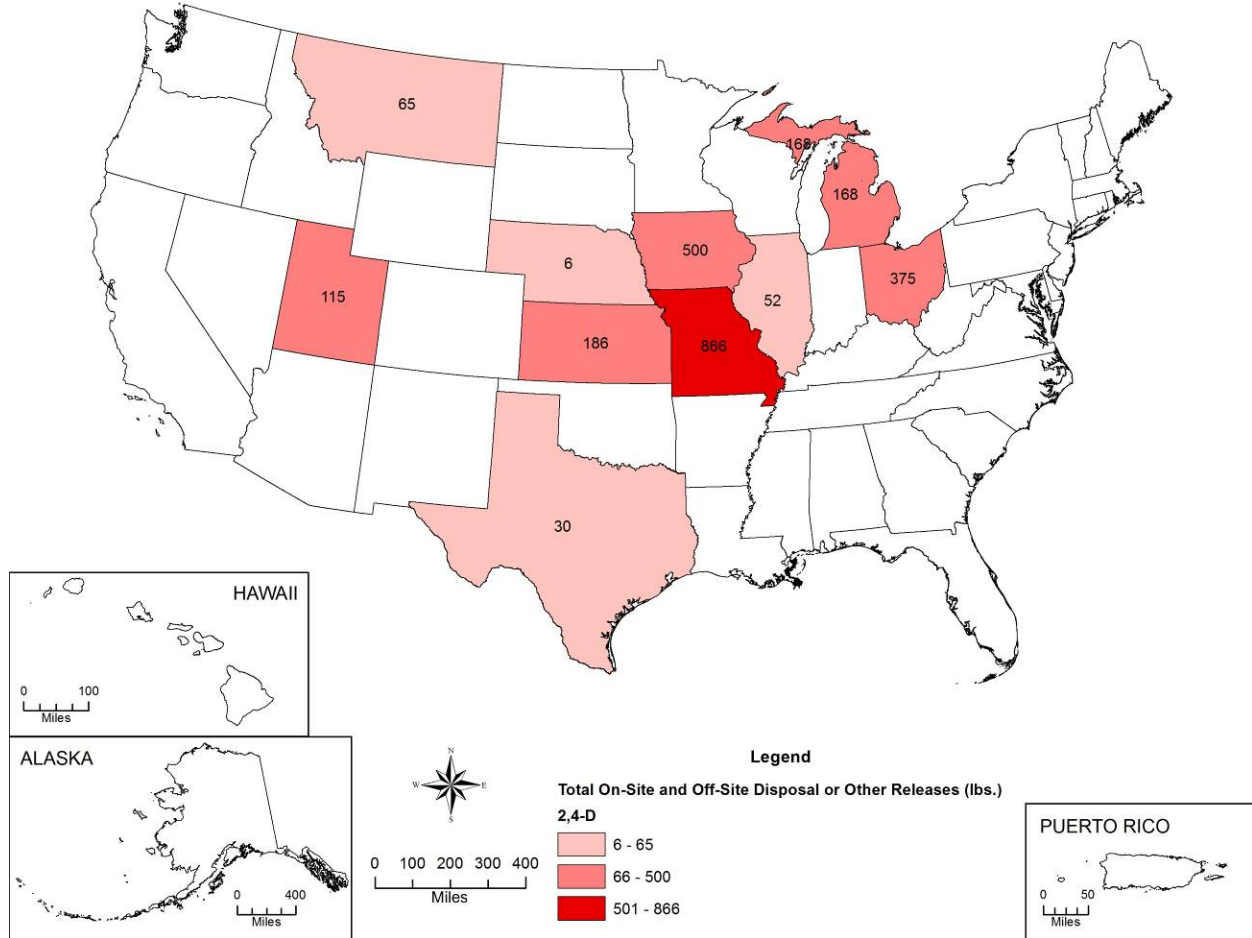 65
168
168
500
6
375
115
52
186
866
30
HAWAII
0 100
Miles
ALASKA
0 400
Miles
N
W E
S
0 100 200 300 400
Miles
Legend
Total On-Site and Off-Site Disposal or Other Releases (lbs.)
2,4-D
6 - 65
66 - 500
501 - 866
PUERTO RICO
0 50
Miles